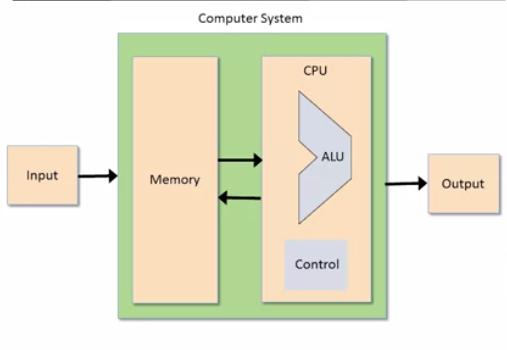 Computer System
CPU
ALU
Input
Memory
Output
Control